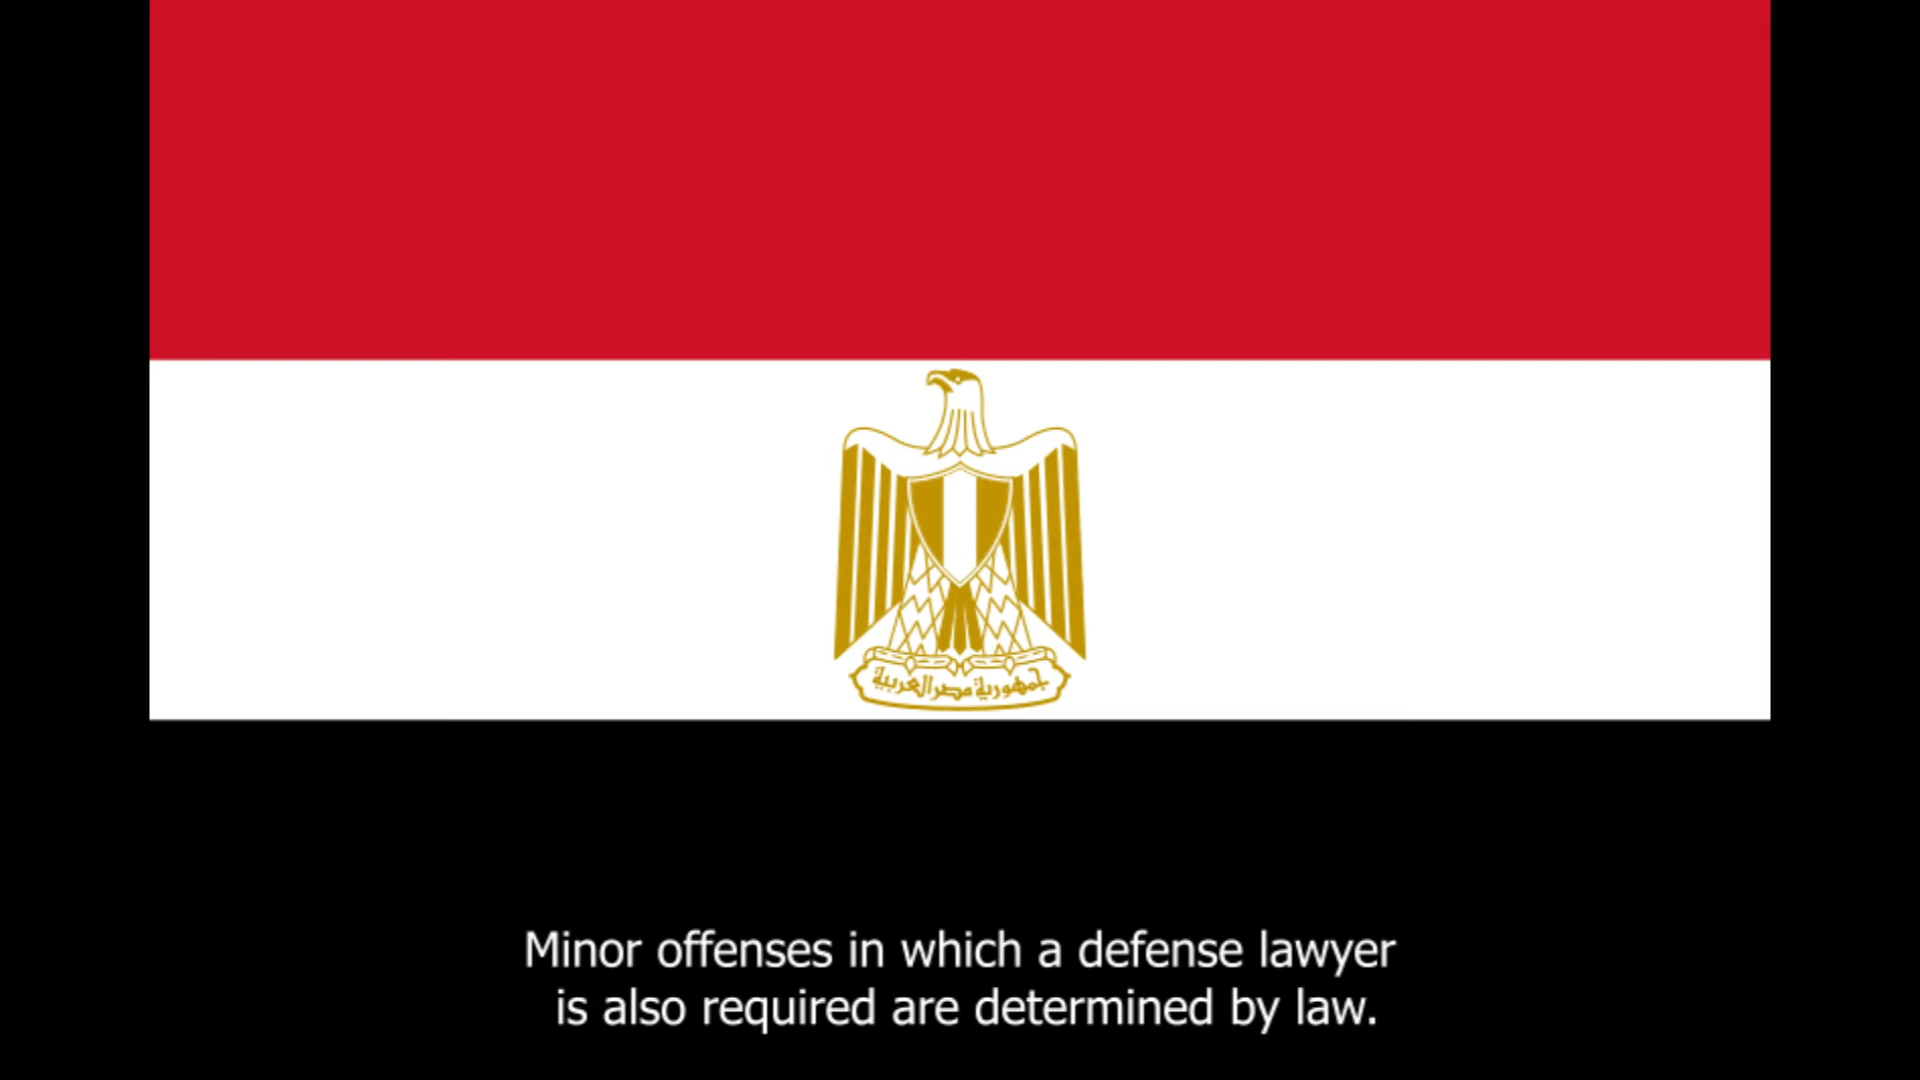 جمهورية مصر العربية
Minor offenses in which a defense lawyer
is also required are determined by law.